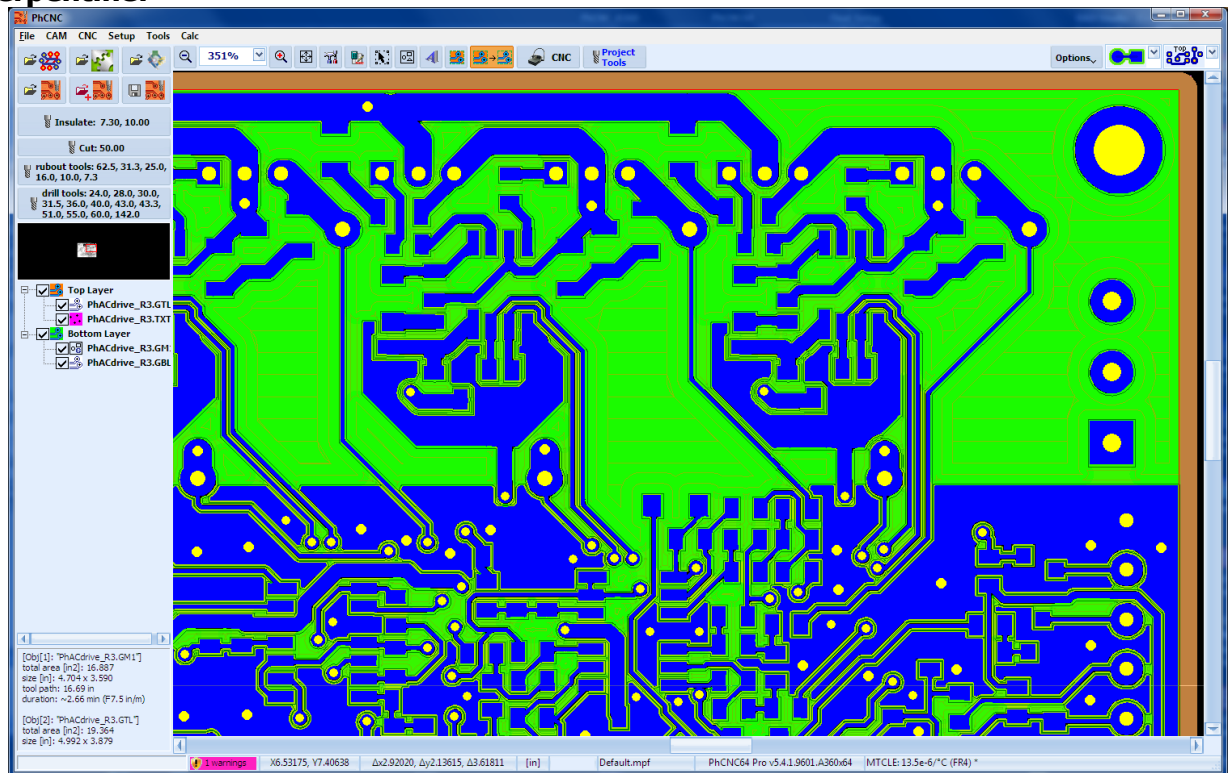 PhCNC
File CAM CNC Setup Tools Calc
351%
CNC
Project Tools
Options
TOP
Insulate: 7.30, 10.00
Cut: 50.00
rubout tools: 62.5, 31.3, 25.0,
16.0, 10.0, 7.3
drill tools: 24.0, 28.0, 30.0,
31.5, 36.0, 40.0, 43.0, 43.3,
51.0, 55.0, 60.0, 142.0
Top Layer
PhACdrive_R3.GTL
PhACdrive_R3.TXT
Bottom Layer
PhACdrive_R3.GM1
PhACdrive_R3.GBL
[Obj[1]: "PhACdrive_R3.GM1"]
total area [in2]: 16.887
size [in]: 4.704 x 3.590
tool path: 16.69 in
duration: ~2.66 min (F7.5 in/m)
[Obj[2]: "PhACdrive_R3.GTL"]
total area [in2]: 19.364
size [in]: 4.992 x 3.879
1 warnings X6.53175, Y7.40638 Δx2.92020, Δy2.13615, Δ3.61811 [in] Default.mpf PhCNC64 Pro v5.4.1.9601.A360x64 MTCLE: 13.5e-6/°C (FR4) *